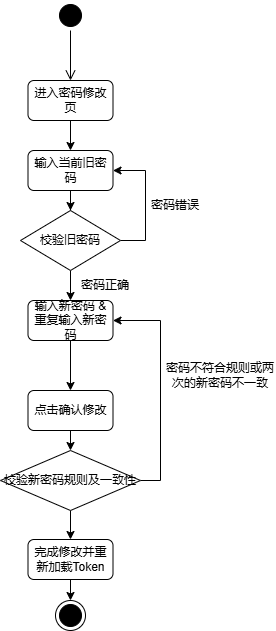 进入密码修改
页
输入当前旧密
码
密码错误
校验旧密码
密码正确
输入新密码 &
重复输入新密
码
密码不符合规则或两
次的新密码不一致
点击确认修改
校验新密码规则及一致性
完成修改并重
新加载Token